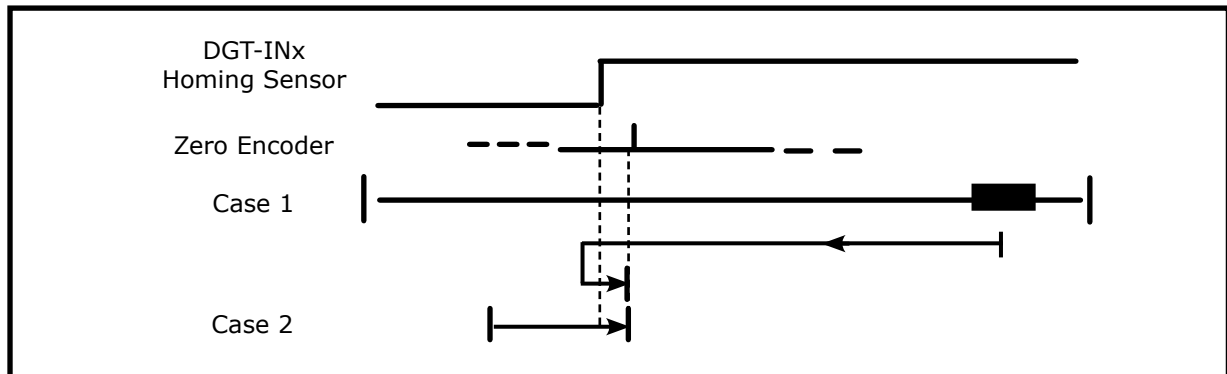 DGT-INx
Homing Sensor
Zero Encoder
Case 1
Case 2